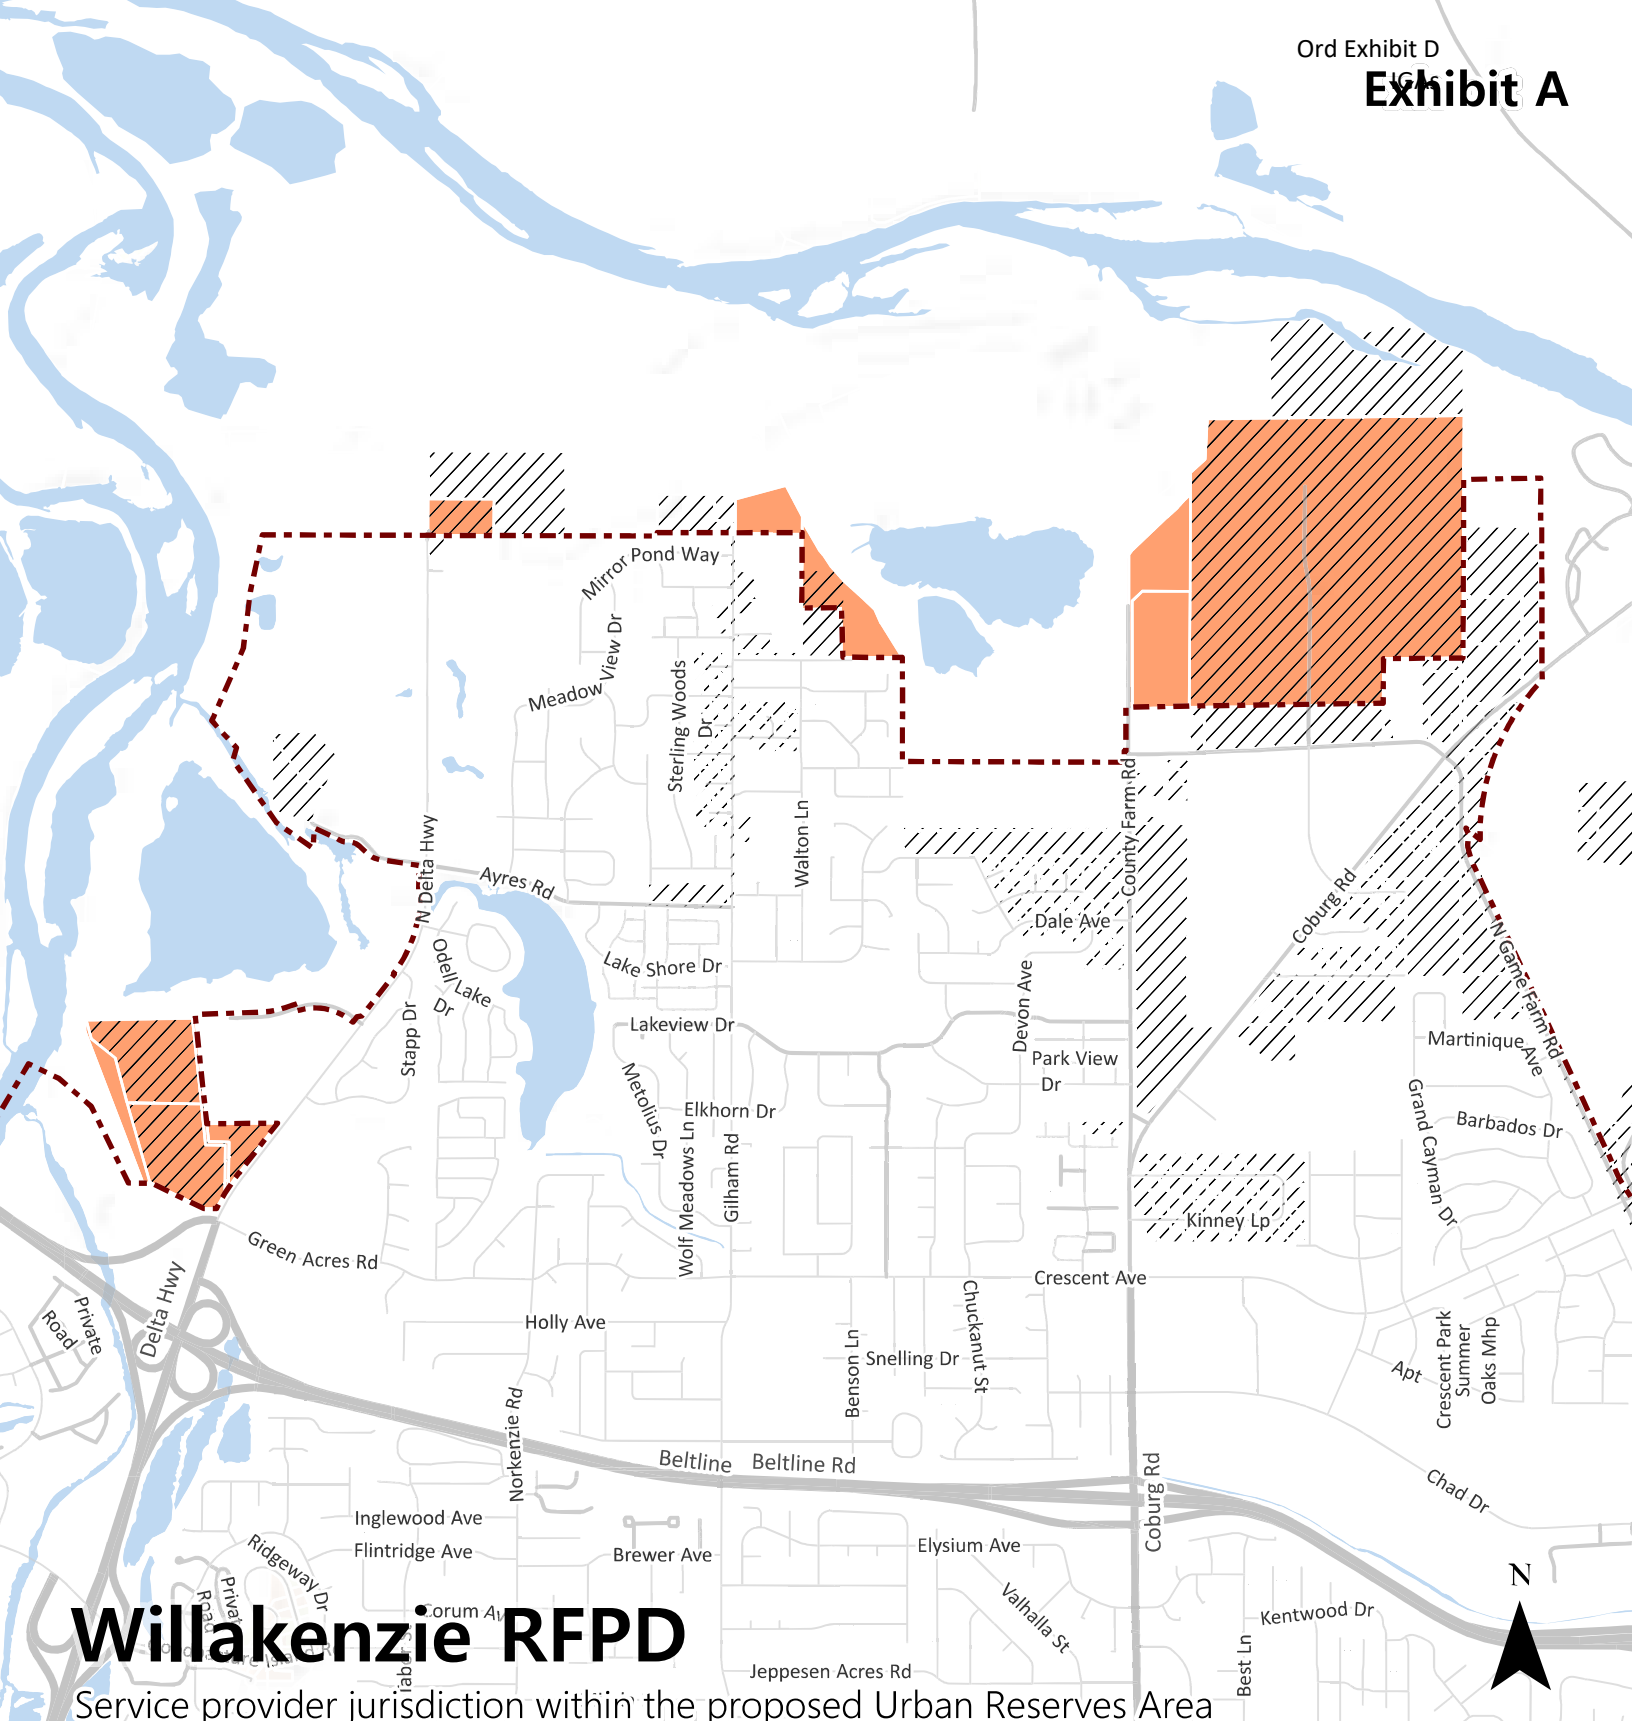 Ord Exhibit D
IGAs
Exhibit A
Pond Way
Mirror
View Dr
Meadow
Sterling Woods
Dr
N Delta Hwy
Walton Ln
County Farm Rd
Ayres Rd
Dale Ave
Coburg Rd
N Game Farm Rd
Lake Shore Dr
Odell Lake
Dr
Devon Ave
Lakeview Dr
Stapp Dr
Martinique
Ave
Park View
Dr
Metolius Dr
Elkhorn Dr
Grand Cayman Dr
Barbados Dr
Wolf Meadows Ln
Gilham Rd
Kinney Lp
Green Acres Rd
Crescent Ave
Delta Hwy
Private
Road
Holly Ave
Chuckanut St
Benson Ln
Snelling Dr
Crescent Park
Summer
Oaks Mhp
Apt
Norkenzie Rd
Beltline
Beltline Rd
Coburg Rd
Chad Dr
Inglewood Ave
Flintridge Ave
Brewer Ave
Elysium Ave
Ridgeway Dr
Valhalla St
N
Kentwood Dr
Best Ln
Road
Corum Av
Willakenzie RFPD
Jeppesen Acres Rd
Service provider jurisdiction within the proposed Urban Reserves Area